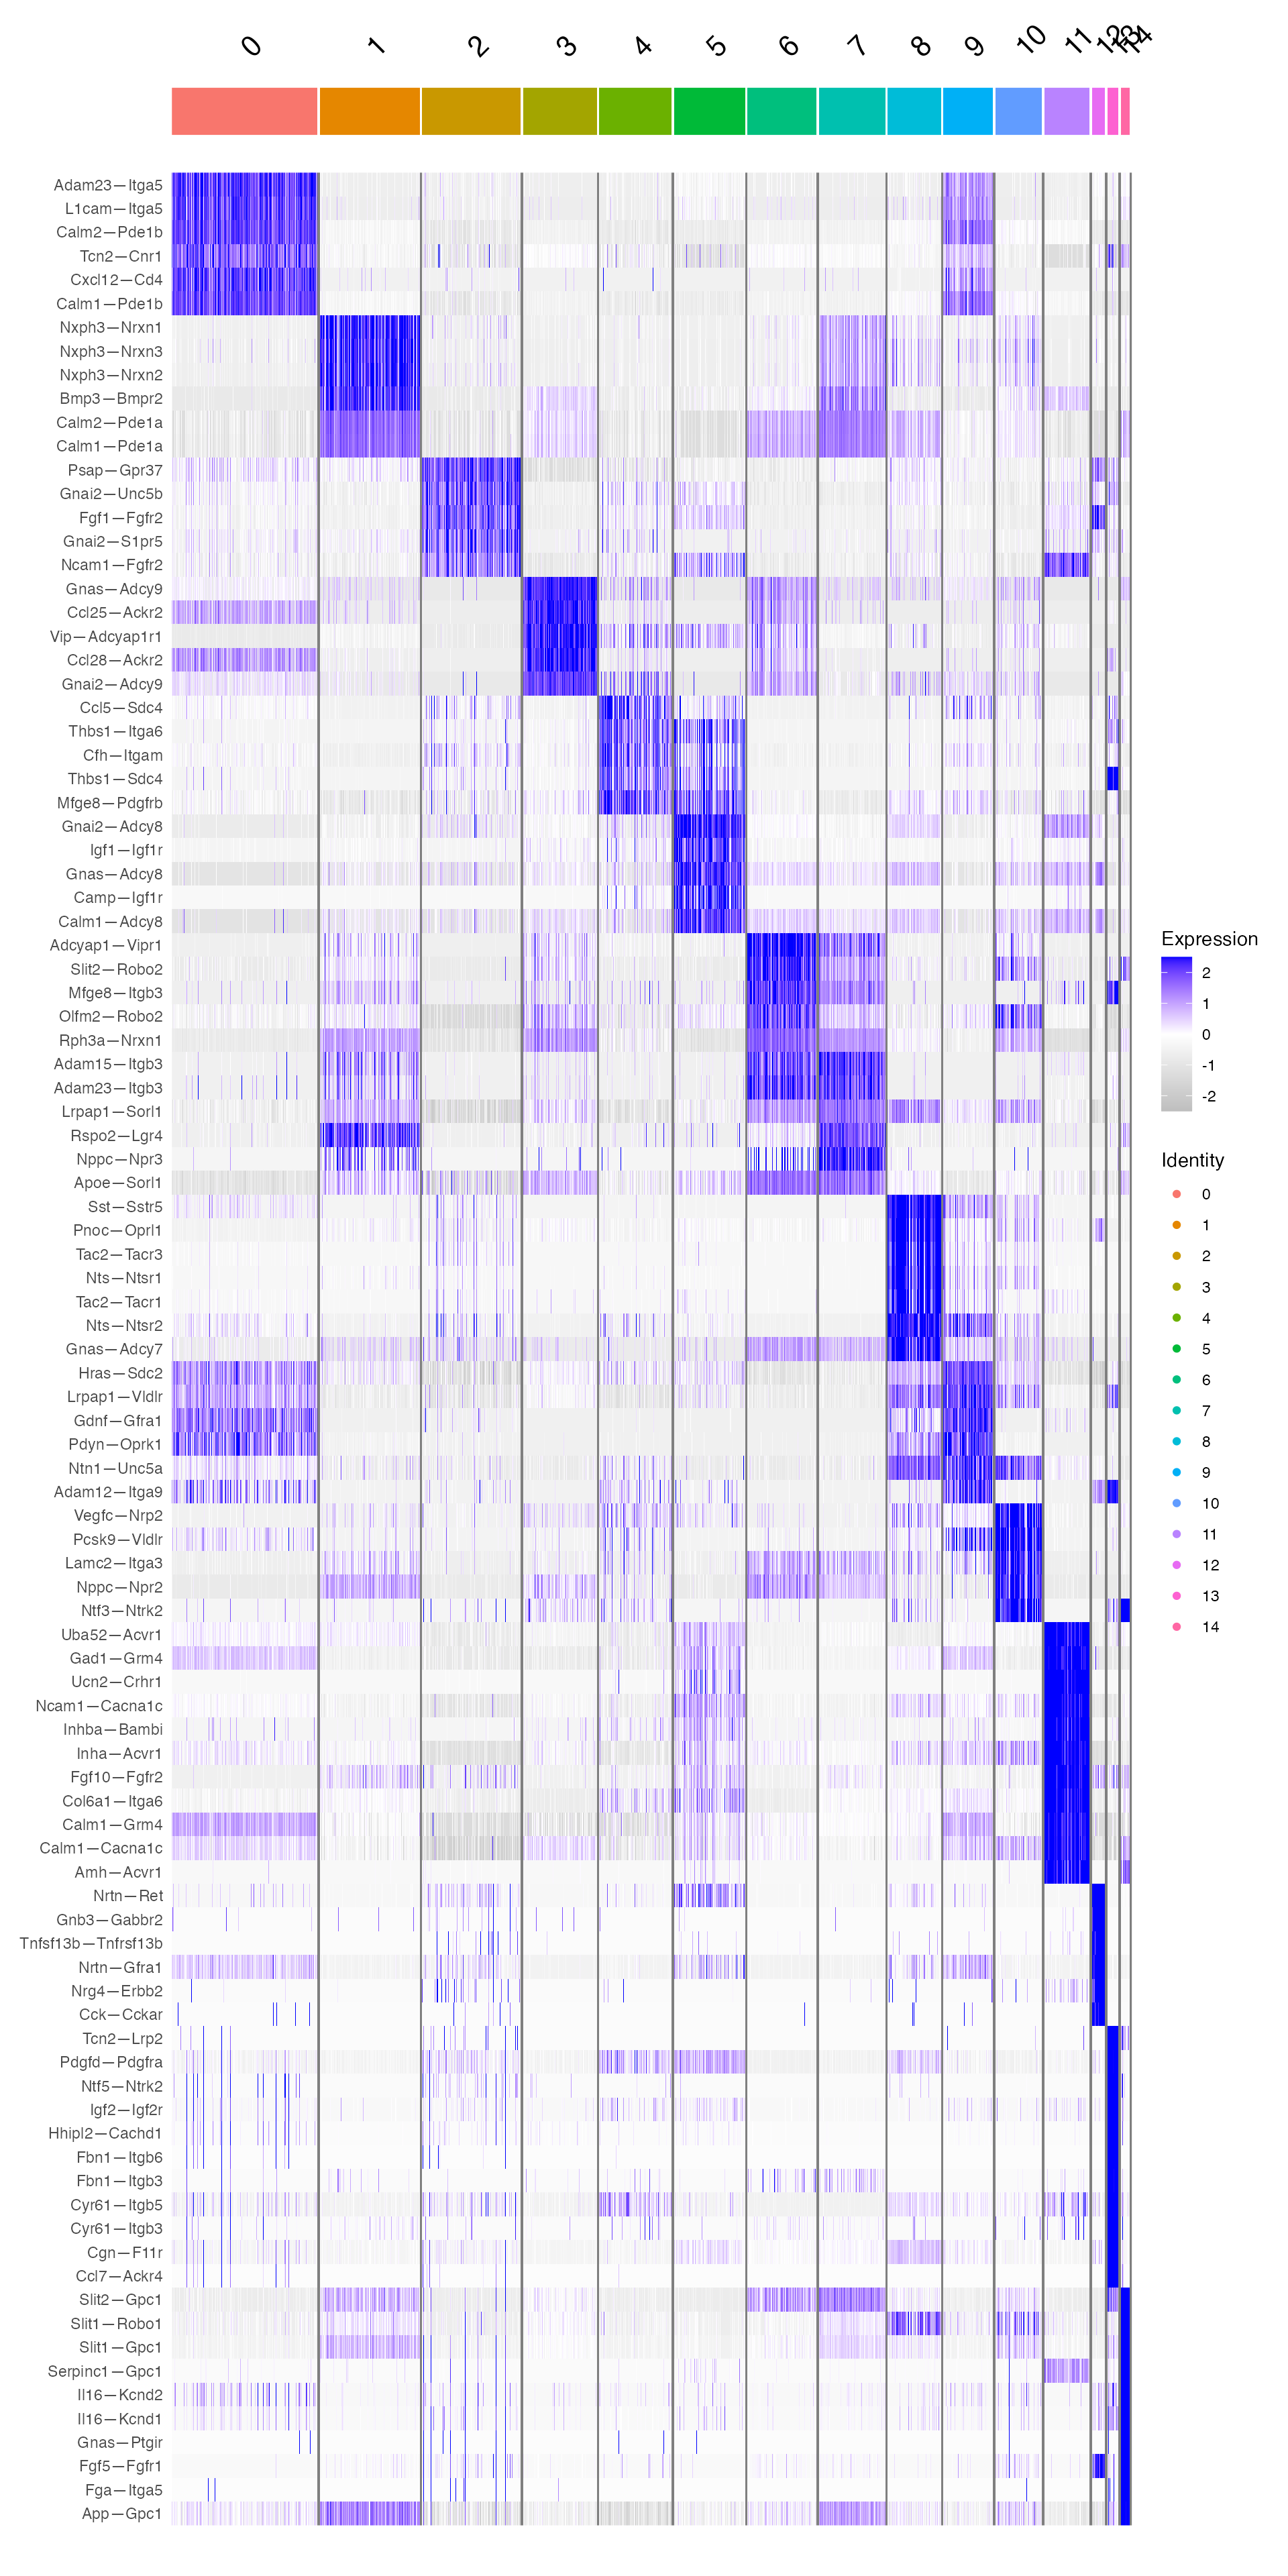 0 1 2 3 4 5 6 7 8 9 10 11 12 13 14
Adam23—Itga5
L1cam—Itga5
Calm2—Pde1b
Tcn2—Cnr1
Cxcl12—Cd4
Calm1—Pde1b
Nxph3—Nrxn1
Nxph3—Nrxn3
Nxph3—Nrxn2
Bmp3—Bmpr2
Calm2—Pde1a
Calm1—Pde1a
Psap—Gpr37
Gnai2—Unc5b
Fgf1—Fgfr2
Gnai2—S1pr5
Ncam1—Fgfr2
Gnas—Adcy9
Ccl25—Ackr2
Vip—Adcyap1r1
Ccl28—Ackr2
Gnai2—Adcy9
Ccl5—Sdc4
Thbs1—Itga6
Cfh—Itgam
Thbs1—Sdc4
Mfge8—Pdgfrb
Gnai2—Adcy8
Igf1—Igf1r
Gnas—Adcy8
Camp—Igf1r
Calm1—Adcy8
Adcyap1—Vipr1
Slit2—Robo2
Mfge8—Itgb3
Olfm2—Robo2
Rph3a—Nrxn1
Adam15—Itgb3
Adam23—Itgb3
Lrpap1—Sorl1
Rspo2—Lgr4
Nppc—Npr3
Apoe—Sorl1
Sst—Sstr5
Pnoc—Oprl1
Tac2—Tacr3
Nts—Ntsr1
Tac2—Tacr1
Nts—Ntsr2
Gnas—Adcy7
Hras—Sdc2
Lrpap1—Vldlr
Gdnf—Gfra1
Pdyn—Oprk1
Ntn1—Unc5a
Adam12—Itga9
Vegfc—Nrp2
Pcsk9—Vldlr
Lamc2—Itga3
Nppc—Npr2
Ntf3—Ntrk2
Uba52—Acvr1
Gad1—Grm4
Ucn2—Crhr1
Ncam1—Cacna1c
Inhba—Bambi
Inha—Acvr1
Fgf10—Fgfr2
Col6a1—Itga6
Calm1—Grm4
Calm1—Cacna1c
Amh—Acvr1
Nrtn—Ret
Gnb3—Gabbr2
Tnfsf13b—Tnfrsf13b
Nrtn—Gfra1
Nrg4—Erbb2
Cck—Cckar
Tcn2—Lrp2
Pdgfd—Pdgfra
Ntf5—Ntrk2
Igf2—Igf2r
Hhipl2—Cachd1
Fbn1—Itgb6
Fbn1—Itgb3
Cyr61—Itgb5
Cyr61—Itgb3
Cgn—F11r
Ccl7—Ackr4
Slit2—Gpc1
Slit1—Robo1
Slit1—Gpc1
Serpinc1—Gpc1
Il16—Kcnd2
Il16—Kcnd1
Gnas—Ptgir
Fgf5—Fgfr1
Fga—Itga5
App—Gpc1
Expression
2
1
0
-1
-2
Identity
0
1
2
3
4
5
6
7
8
9
10
11
12
13
14